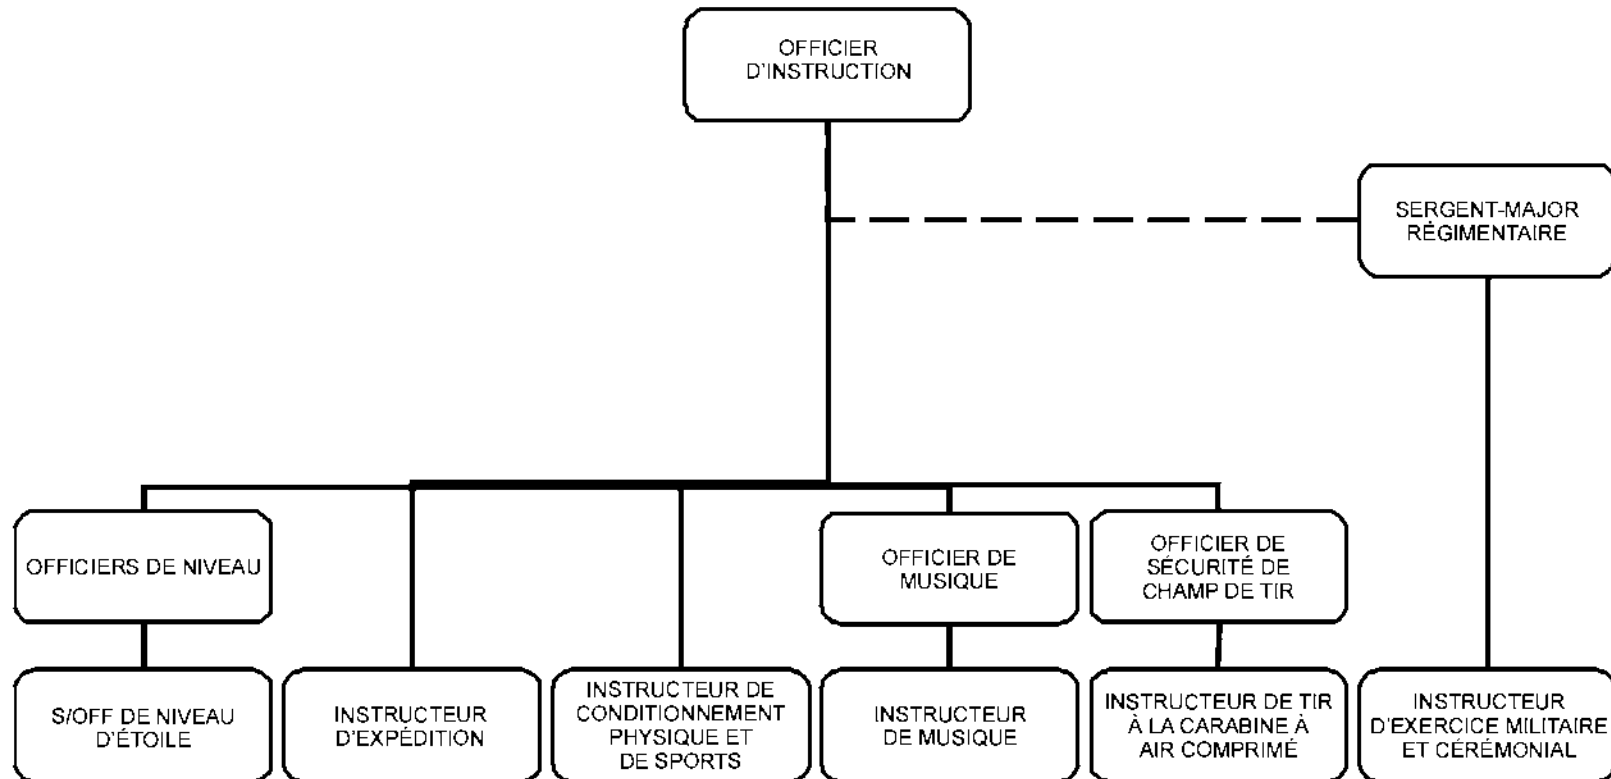 OFFICIER
D'INSTRUCTION
SERGENT-MAJOR
RÉGIMENTAIRE
OFFICIERS DE NIVEAU
OFFICIER DE
MUSIQUE
OFFICIER DE
SÉCURITÉ DE
CHAMP DE TIR
S/OFF DE NIVEAU
D'ÉTOILE
INSTRUCTEUR
D'EXPÉDITION
INSTRUCTEUR DE
CONDITIONNEMENT
PHYSIQUE ET
DE SPORTS
INSTRUCTEUR
DE MUSIQUE
INSTRUCTEUR DE TIR
À LA CARABINE À
AIR COMPRIMÉ
INSTRUCTEUR
D'EXERCICE MILITAIRE
ET CÉRÉMONIAL